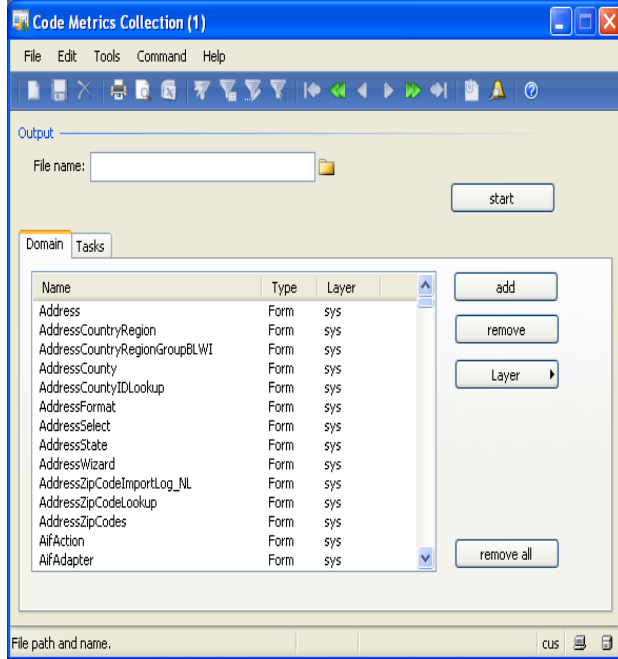 Code Metrics Collection (1)
File Edit Tools Command Help
Output
File name:
start
Domain Tasks
Name Type Layer
add
Address Form sys
AddressCountryRegion Form sys
remove
AddressCountryRegionGroupBLWI Form sys
AddressCounty Form sys
Layer
AddressCountyIDLookup Form sys
AddressFormat Form sys
AddressSelect Form sys
AddressState Form sys
AddressWizard Form sys
AddressZipCodeImportLog_NL Form sys
AddressZipCodeLookup Form sys
AddressZipCodes Form sys
AifAction Form sys
remove all
AifAdapter Form sys
File path and name. cus